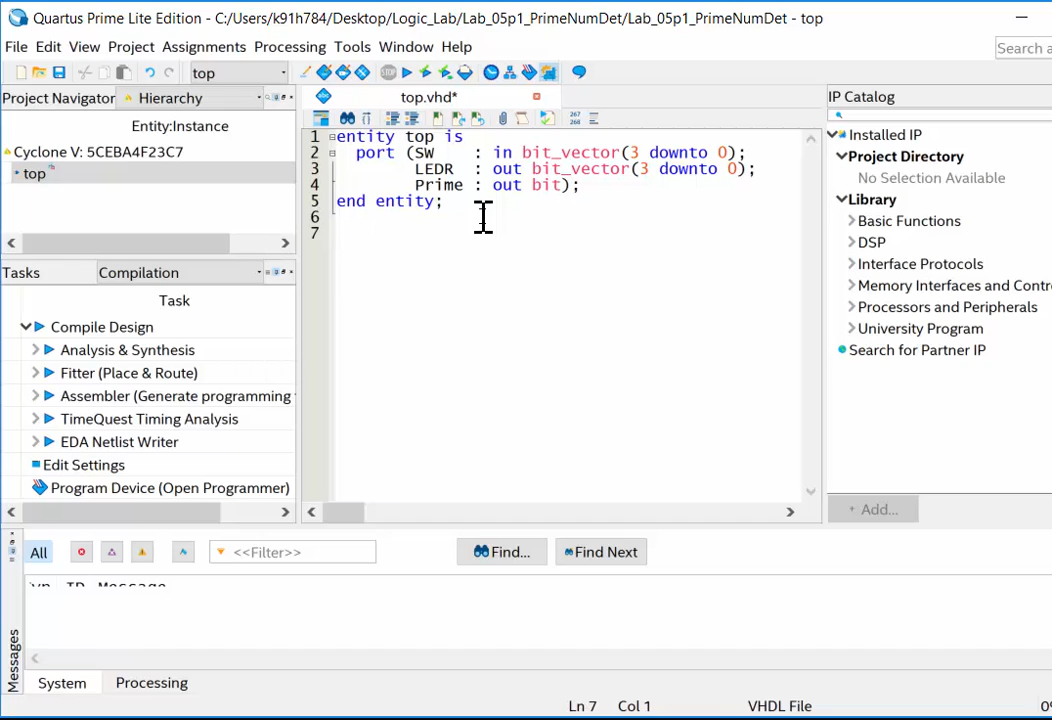 Quartus Prime Lite Edition - C:/Users/k91h784/Desktop/Logic_Lab/Lab_05p1_PrimeNumDet/Lab_05p1_PrimeNumDet - top
File Edit View Project Assignments Processing Tools Window Help
Search a
top
Project Navigator Hierarchy
top.vhd*
IP Catalog
Entity:Instance
Cyclone V: 5CEBA4F23C7
top
267
268
1 entity top is
2 port (SW : in bit_vector(3 downto 0);
3 LEDR : out bit_vector(3 downto 0);
4 Prime : out bit);
5 end entity;
6
7
Installed IP
Project Directory
No Selection Available
Library
Basic Functions
DSP
Interface Protocols
Memory Interfaces and Contr
Processors and Peripherals
University Program
Search for Partner IP
+ Add...
Tasks Compilation
Task
Compile Design
Analysis & Synthesis
Fitter (Place & Route)
Assembler (Generate programming
TimeQuest Timing Analysis
EDA Netlist Writer
Edit Settings
Program Device (Open Programmer)
All <<Filter>> Find... Find Next
ID Message
Messages
System Processing
Ln 7 Col 1 VHDL File 0%